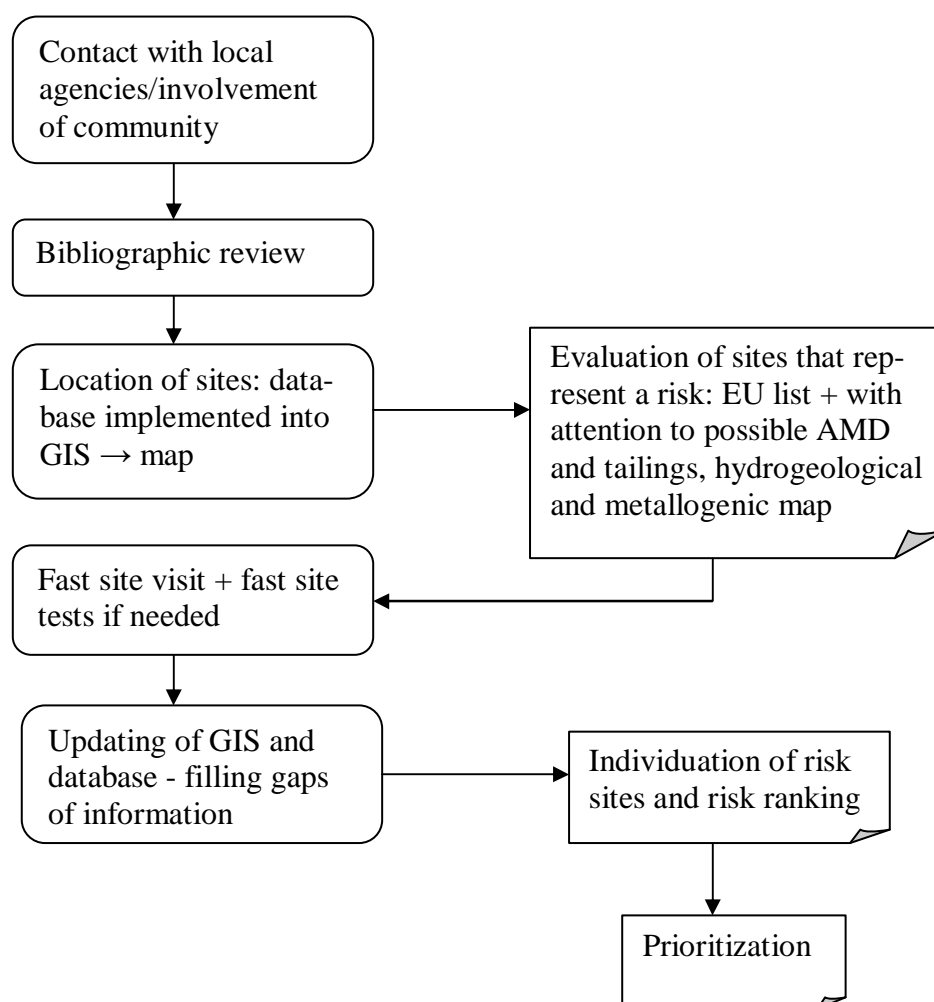 Contact with local
agencies/involvement
of community
Bibliographic review
Location of sites: data-
base implemented into
GIS → map
Evaluation of sites that rep-
resent a risk: EU list + with
attention to possible AMD
and tailings, hydrogeological
and metallogenic map
Fast site visit + fast site
tests if needed
Updating of GIS and
database - filling gaps
of information
Individuation of risk
sites and risk ranking
Prioritization